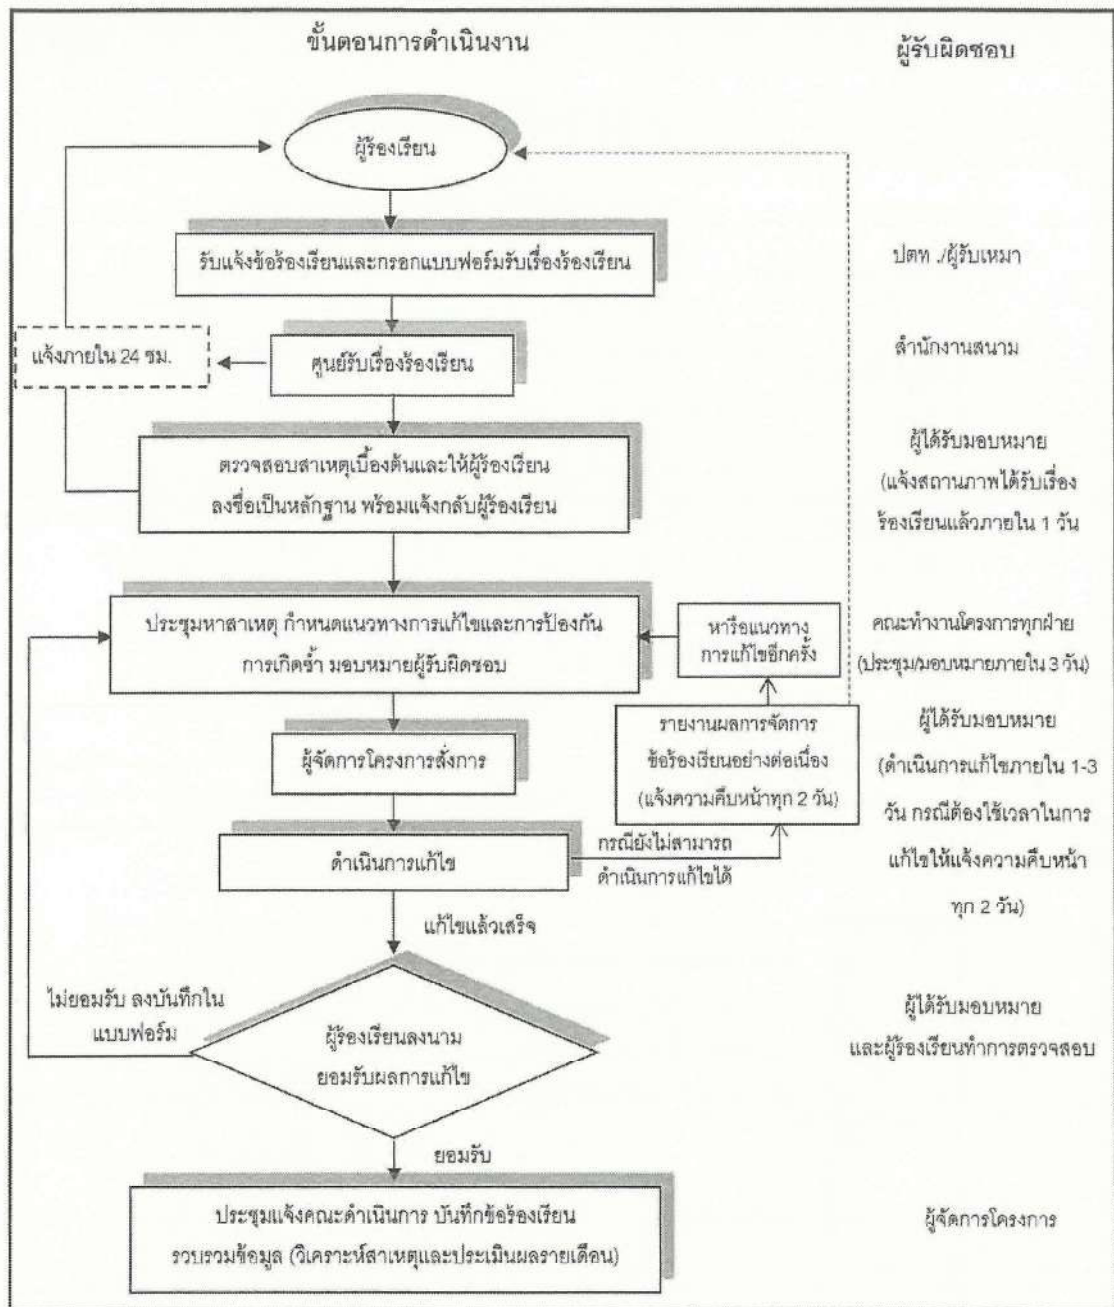 ขั้นตอนการดำเนินงาน
ผู้รับผิดชอบ
ผู้ร้องเรียน
รับแจ้งข้อร้องเรียนและกรอกแบบฟอร์มรับเรื่องร้องเรียน
ปตท ./ผู้รับเหมา
แจ้งภายใน 24 ชม.
ศูนย์รับเรื่องร้องเรียน
สำนักงานสนาม
ตรวจสอบสาเหตุเบื้องต้นและให้ผู้ร้องเรียน
ลงชื่อเป็นหลักฐาน พร้อมแจ้งกลับผู้ร้องเรียน
ผู้ได้รับมอบหมาย
(แจ้งสถานภาพได้รับเรื่อง
ร้องเรียนแล้วภายใน 1 วัน
ประชุมหาสาเหตุ กำหนดแนวทางการแก้ไขและการป้องกัน
การเกิดซ้ำ มอบหมายผู้รับผิดชอบ
หารือแนวทาง
การแก้ไขอีกครั้ง
คณะทำงานโครงการทุกฝ่าย
(ประชุม/มอบหมายภายใน 3 วัน)
ผู้จัดการโครงการสั่งการ
รายงานผลการจัดการ
ข้อร้องเรียนอย่างต่อเนื่อง
(แจ้งความคืบหน้าทุก 2 วัน)
ผู้ได้รับมอบหมาย
(ดำเนินการแก้ไขภายใน 1-3
วัน กรณีต้องใช้เวลาในการ
แก้ไขให้แจ้งความคืบหน้า
ทุก 2 วัน)
ดำเนินการแก้ไข
กรณียังไม่สามารถ
ดำเนินการแก้ไขได้
แก้ไขแล้วเสร็จ
ไม่ยอมรับ ลงบันทึกใน
แบบฟอร์ม
ผู้ร้องเรียนลงนาม
ยอมรับผลการแก้ไข
ผู้ได้รับมอบหมาย
และผู้ร้องเรียนทำการตรวจสอบ
ยอมรับ
ประชุมแจ้งคณะดำเนินการ บันทึกข้อร้องเรียน
รวบรวมข้อมูล (วิเคราะห์สาเหตุและประเมินผลรายเดือน)
ผู้จัดการโครงการ